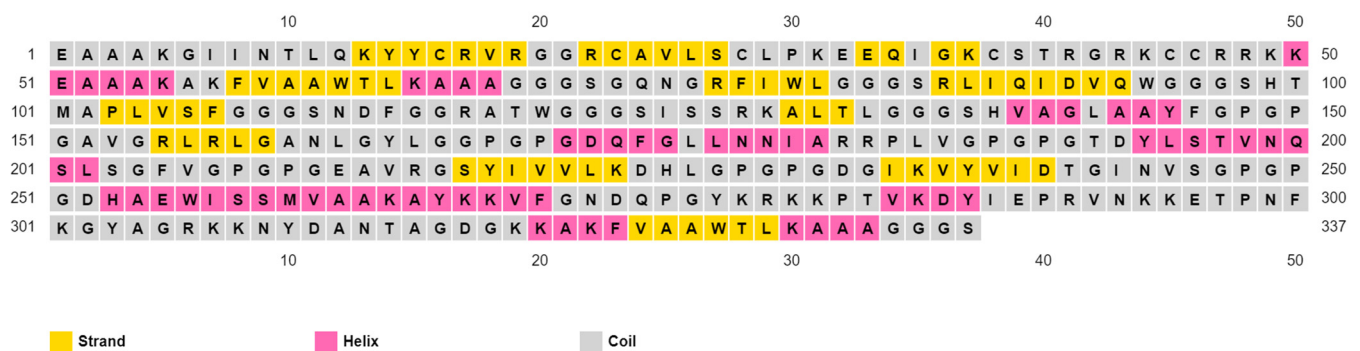 10 20 30 40 50
1 E A A A K G I I N T L Q K Y Y C R V R G G R C A V L S C L P K E E Q I G K C S T R G R K C C R R K K 50
51 E A A A K A K F V A A W T L K A A A G G G S G Q N G R F I W L G G G S R L I Q I D V Q W G G G S H T 100
101 M A P L V S F G G G S N D F G G R A T W G G G S I S S R K A L T L G G G S H V A G L A A Y F G P G P 150
151 G A V G R L R L G A N L G Y L G G P G P G D Q F G L L N N I A R R P L V G P G P G T D Y L S T V N Q 200
201 S L S G F V G P G P G E A V R G S Y I V V L K D H L G P G P G D G I K V Y V I D T G I N V S G P G P 250
251 G D H A E W I S S M V A A K A Y K K V F G N D Q P G Y K R K K P T V K D Y I E P R V N K K E T P N F 300
301 K G Y A G R K K N Y D A N T A G D G K K A K F V A A W T L K A A A G G G S 337
10 20 30 40 50
Strand Helix Coil